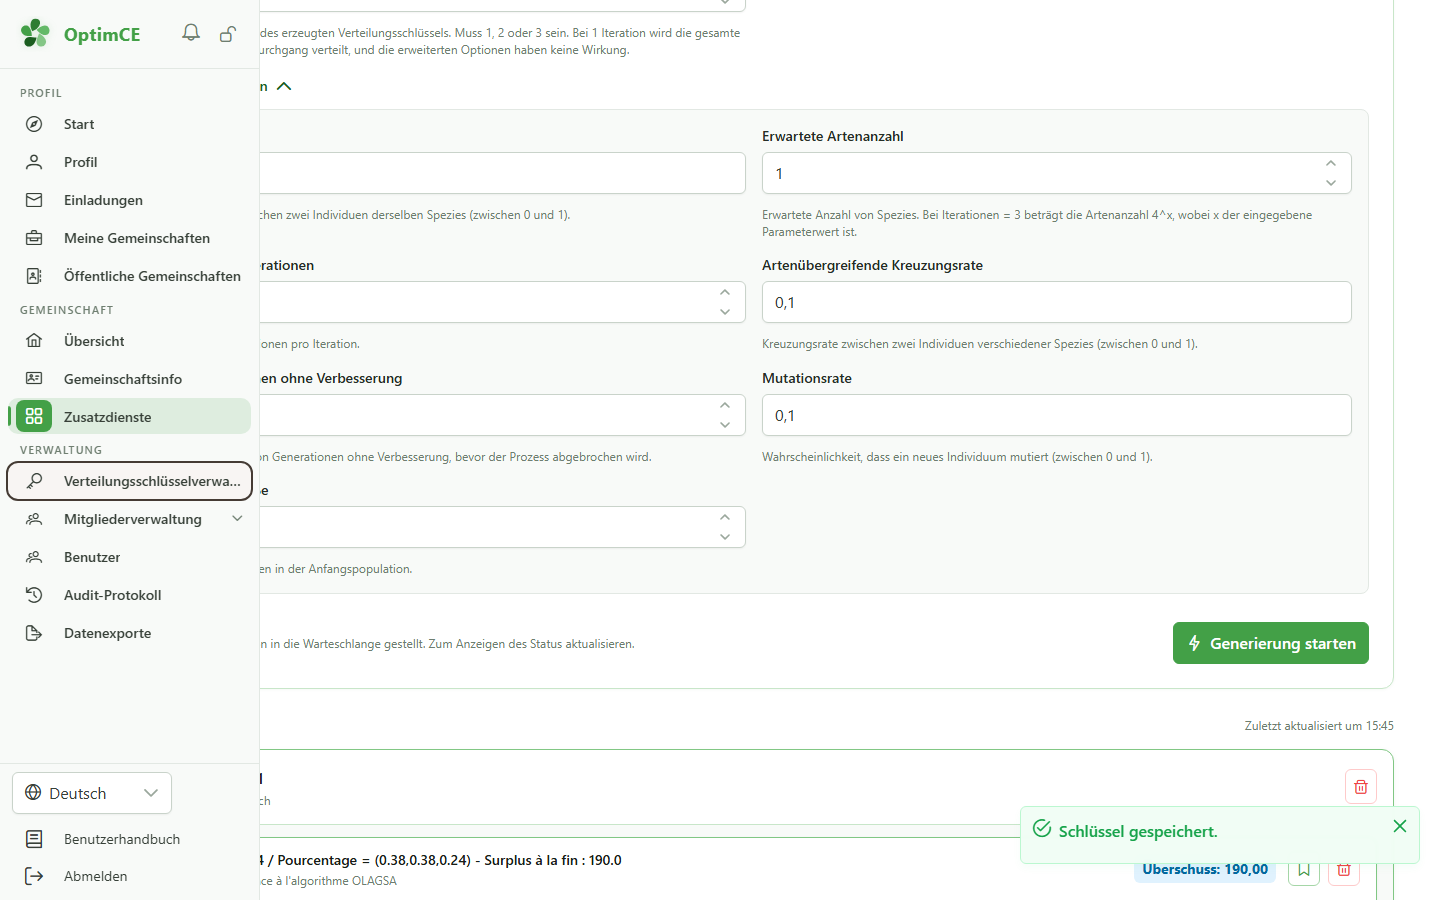 OptimCE
PROFIL
Start
Profil
Einladungen
Meine Gemeinschaften
Öffentliche Gemeinschaften
GEMEINSCHAFT
Übersicht
Gemeinschaftsinfo
Zusatzdienste
VERWALTUNG
Verteilungsschlüsselverwa...
Mitgliederverwaltung
Benutzer
Audit-Protokoll
Datenexporte
Deutsch
Benutzerhandbuch
Abmelden
des erzeugten Verteilungsschlüssels. Muss 1, 2 oder 3 sein. Bei 1 Iteration wird die gesamte
urchgang verteilt, und die erweiterten Optionen haben keine Wirkung.
n
Erwartete Artenanzahl
1
chen zwei Individuen derselben Spezies (zwischen 0 und 1).
Erwartete Anzahl von Spezies. Bei Iterationen = 3 beträgt die Artenanzahl 4^x, wobei x der eingegebene
Parameterwert ist.
erationen
Artenübergreifende Kreuzungsrate
0,1
onen pro Iteration.
Kreuzungsrate zwischen zwei Individuen verschiedener Spezies (zwischen 0 und 1).
en ohne Verbesserung
Mutationsrate
0,1
on Generationen ohne Verbesserung, bevor der Prozess abgebrochen wird.
Wahrscheinlichkeit, dass ein neues Individuum mutiert (zwischen 0 und 1).
e
en in der Anfangspopulation.
n in die Warteschlange gestellt. Zum Anzeigen des Status aktualisieren.
Generierung starten
Zuletzt aktualisiert um 15:45
l
ch
Schlüssel gespeichert.
4 / Pourcentage = (0.38,0.38,0.24) - Surplus à la fin : 190.0
ce à l'algorithme OLAGSA
Überschuss: 190,00